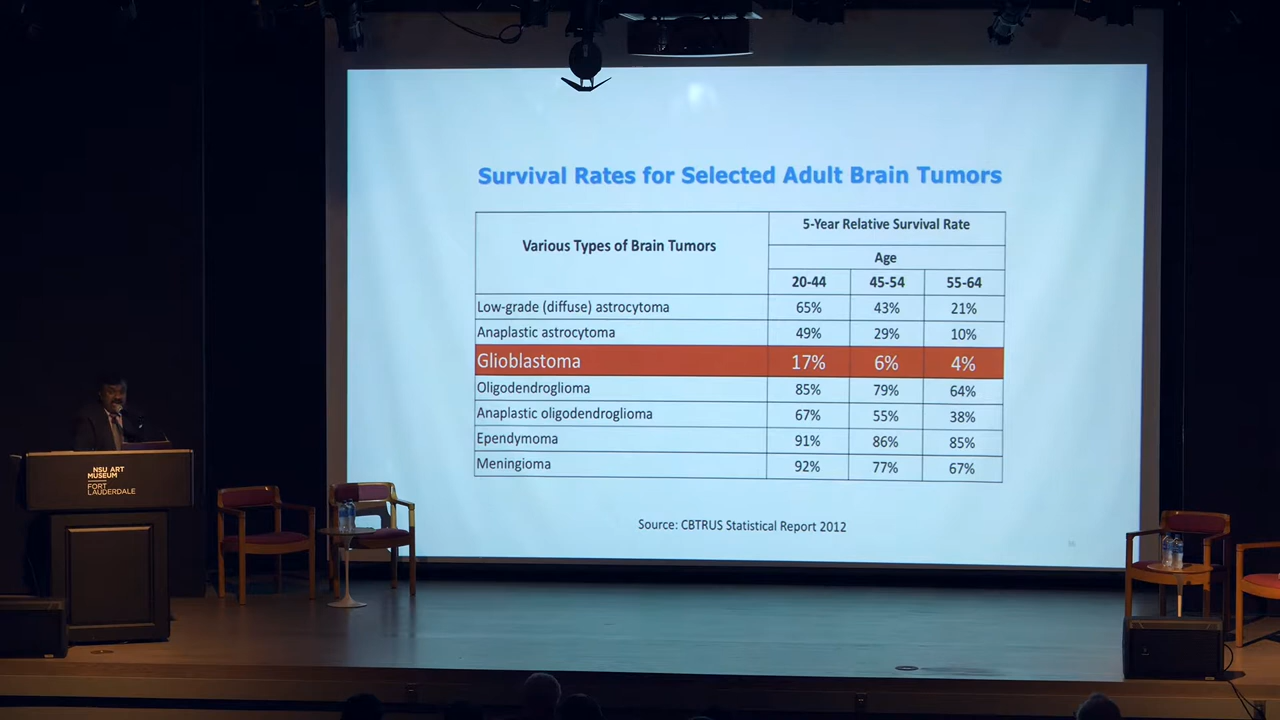 Survival Rates for Selected Adult Brain Tumors
Various Types of Brain Tumors
5-Year Relative Survival Rate
Age
20-44 45-54 55-64
Low-grade (diffuse) astrocytoma 65% 43% 21%
Anaplastic astrocytoma 49% 29% 10%
Glioblastoma 17% 6% 4%
Oligodendroglioma 85% 79% 64%
Anaplastic oligodendroglioma 67% 55% 38%
Ependymoma 91% 86% 85%
Meningioma 92% 77% 67%
Source: CBTRUS Statistical Report 2012
NSU ART
MUSEUM
FORT
LAUDERDALE